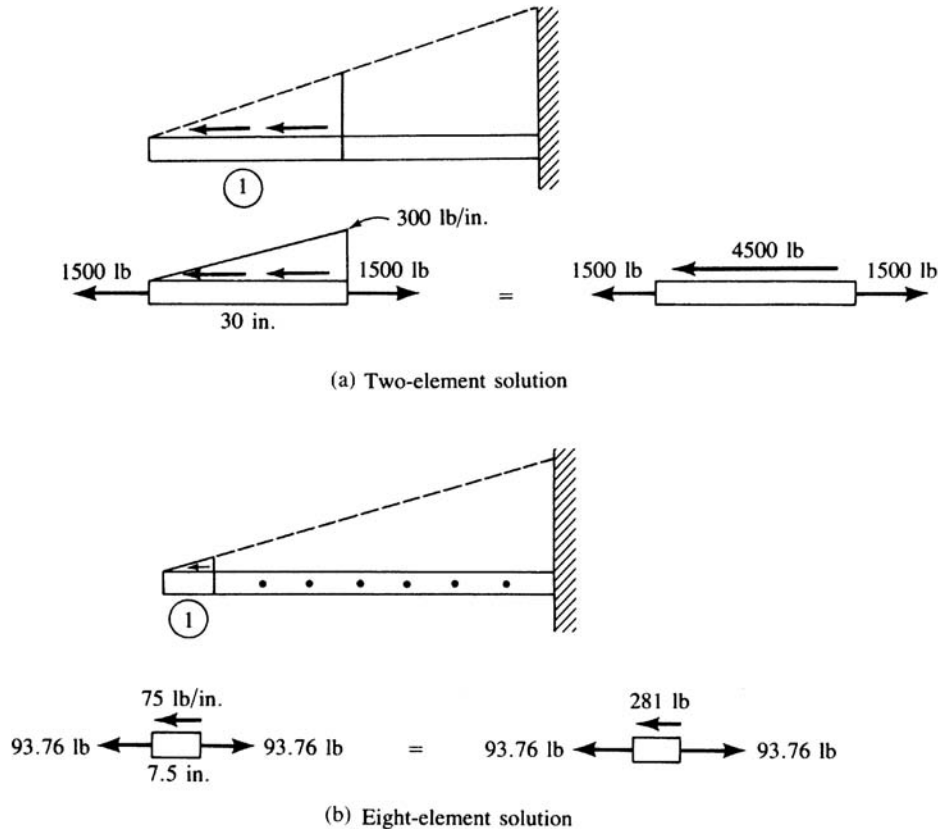 1
300 lb/in.
1500 lb 1500 lb = 1500 lb 4500 lb 1500 lb
30 in.
(a) Two-element solution
1
75 lb/in. 281 lb
93.76 lb 93.76 lb = 93.76 lb 93.76 lb
7.5 in.
(b) Eight-element solution